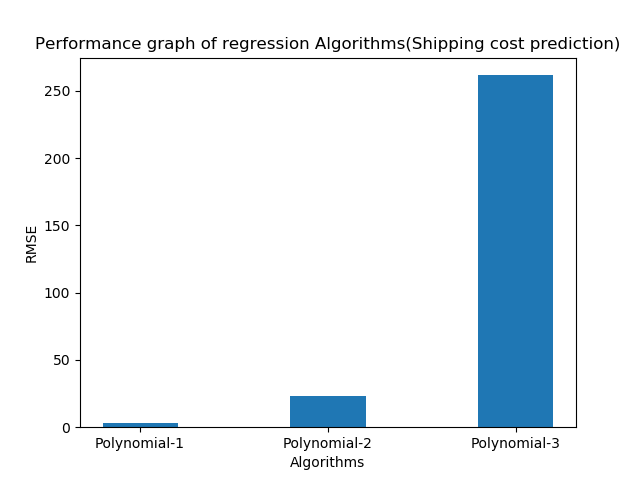 Performance graph of regression Algorithms(Shipping cost prediction)
250
200
150
100
50
0
RMSE
Polynomial-1 Polynomial-2 Polynomial-3
Algorithms